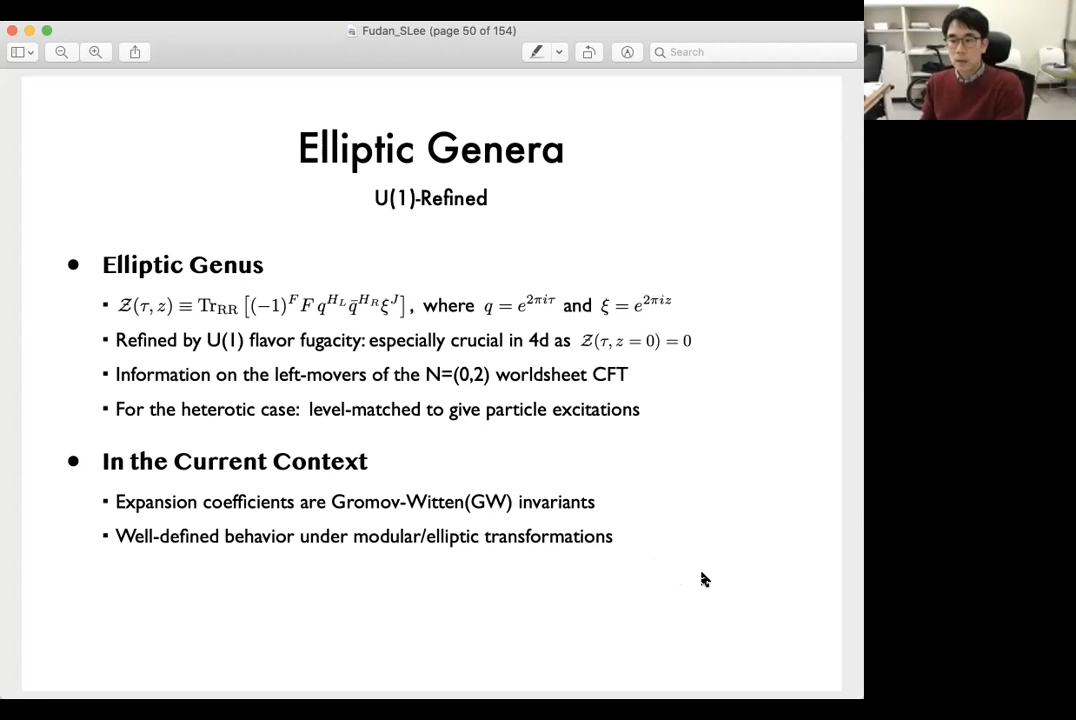 Fudan_SLee (page 50 of 154)
Search
Elliptic Genera
U(1)-Refined
• Elliptic Genus
▪ 𝒵(τ, z) ≡ Tr_RR [(−1)^F F q^{H_L} q̄^{H_R} ξ^J], where q = e^{2πiτ} and ξ = e^{2πiz}
▪ Refined by U(1) flavor fugacity: especially crucial in 4d as 𝒵(τ, z = 0) = 0
▪ Information on the left-movers of the N=(0,2) worldsheet CFT
▪ For the heterotic case: level-matched to give particle excitations
• In the Current Context
▪ Expansion coefficients are Gromov-Witten(GW) invariants
▪ Well-defined behavior under modular/elliptic transformations